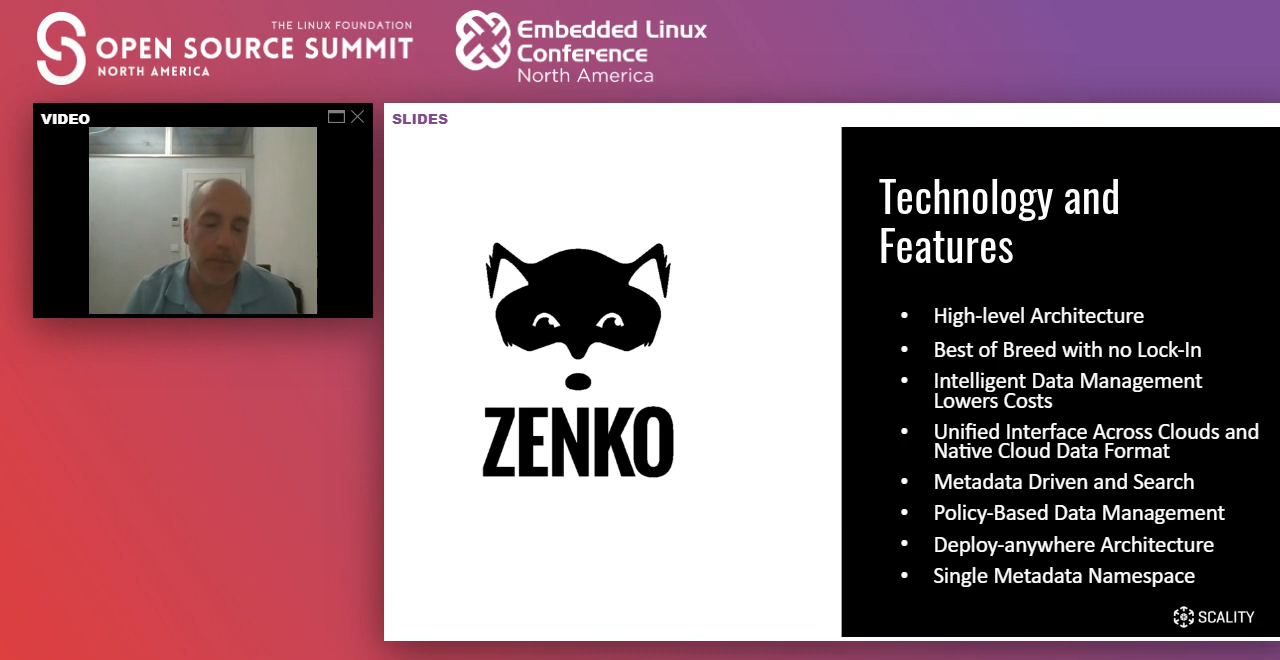 THE LINUX FOUNDATION
OPEN SOURCE SUMMIT
NORTH AMERICA
Embedded Linux
Conference
North America
VIDEO
SLIDES
ZENKO
Technology and
Features
• High-level Architecture
• Best of Breed with no Lock-In
• Intelligent Data Management
Lowers Costs
• Unified Interface Across Clouds and
Native Cloud Data Format
• Metadata Driven and Search
• Policy-Based Data Management
• Deploy-anywhere Architecture
• Single Metadata Namespace
SCALITY